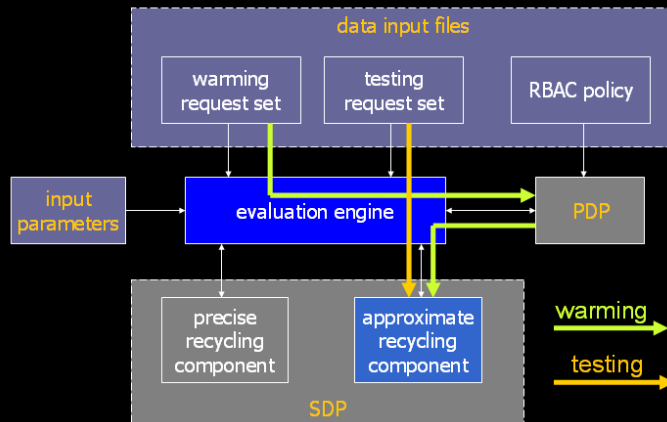 data input files
warming
request set
testing
request set
RBAC policy
input
parameters
evaluation engine
PDP
precise
recycling
component
approximate
recycling
component
warming
testing
SDP